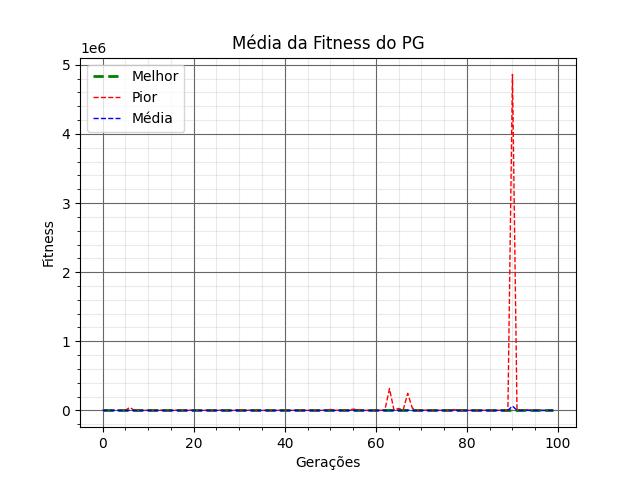 Média da Fitness do PG
1e6
Melhor
Pior
Média
5
4
3
2
1
0
Fitness
0 20 40 60 80 100
Gerações